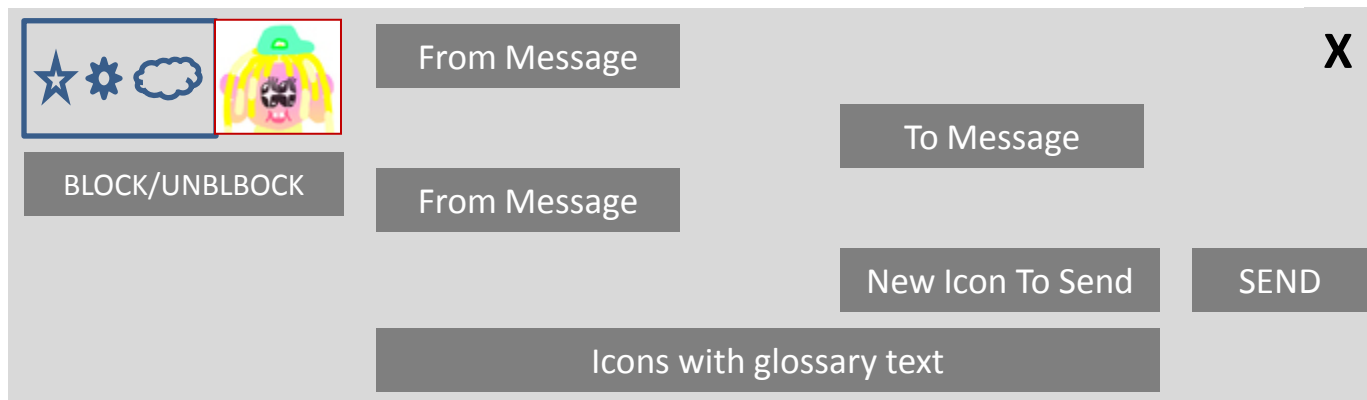 From Message
X
To Message
BLOCK/UNBLBOCK
From Message
New Icon To Send
SEND
Icons with glossary text